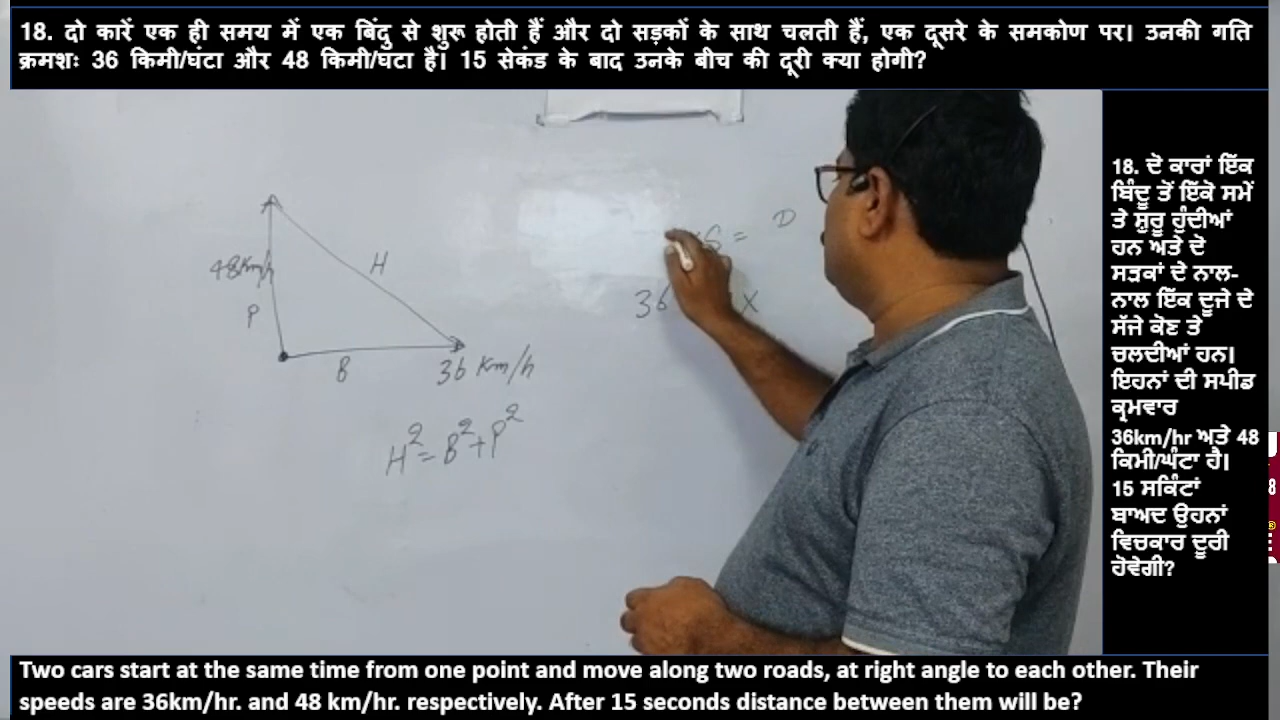 18. दो कारें एक ही समय में एक बिंदु से शुरू होती हैं और दो सड़कों के साथ चलती हैं, एक दूसरे के समकोण पर। उनकी गति
क्रमशः 36 किमी/घंटा और 48 किमी/घंटा है। 15 सेकंड के बाद उनके बीच की दूरी क्या होगी?
48Km/h
H
P
B
36 Km/h
H²=B²+P²
S = D
36
X
18. ਦੋ ਕਾਰਾਂ ਇੱਕ
ਬਿੰਦੂ ਤੋਂ ਇੱਕੋ ਸਮੇਂ
ਤੇ ਸ਼ੁਰੂ ਹੁੰਦੀਆਂ
ਹਨ ਅਤੇ ਦੋ
ਸੜਕਾਂ ਦੇ ਨਾਲ-
ਨਾਲ ਇੱਕ ਦੂਜੇ ਦੇ
ਸੱਜੇ ਕੋਣ ਤੇ
ਚਲਦੀਆਂ ਹਨ।
ਇਹਨਾਂ ਦੀ ਸਪੀਡ
ਕ੍ਰਮਵਾਰ
36km/hr ਅਤੇ 48
ਕਿਮੀ/ਘੰਟਾ ਹੈ।
15 ਸਕਿੰਟਾਂ
ਬਾਅਦ ਉਹਨਾਂ
ਵਿਚਕਾਰ ਦੂਰੀ
ਹੋਵੇਗੀ?
Two cars start at the same time from one point and move along two roads, at right angle to each other. Their
speeds are 36km/hr. and 48 km/hr. respectively. After 15 seconds distance between them will be?